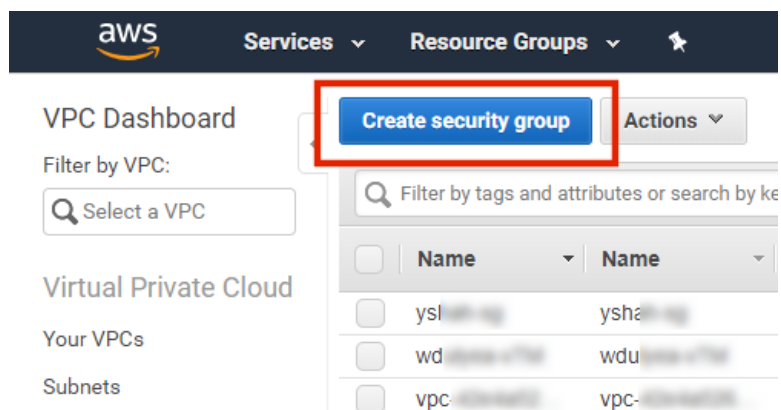 aws Services Resource Groups
VPC Dashboard
Filter by VPC:
Select a VPC
Virtual Private Cloud
Your VPCs
Subnets
Create security group Actions
Filter by tags and attributes or search by ke
Name Name
ysh ysha
wd wdu
vpc- vpc-